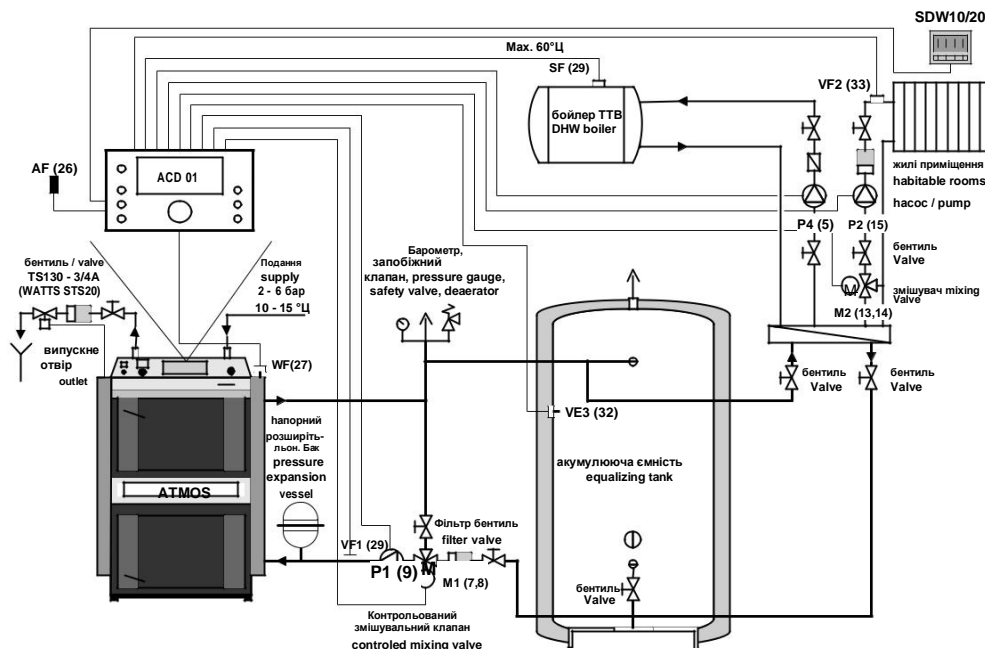 SDW10/20
Max. 60°Ц
SF (29)
VF2 (33)
бойлер ТТВ
DHW boiler
AF (26)
ACD 01
жилі приміщення
habitable rooms
насос / pump
P4 (5)
P2 (15)
бентиль
Valve
змішувач mixing
Valve
M
M2 (13,14)
бентиль / valve
TS130 - 3/4A
(WATTS STS20)
Подання
supply
2 - 6 бар
10 - 15 °Ц
Барометр,
запобіжний
клапан, pressure gauge,
safety valve, deaerator
випускне
отвір
outlet
WF(27)
бентиль
Valve
бентиль
Valve
VE3 (32)
напорний
розширіть-
льон. Бак
pressure
expansion
vessel
акумулююча ємність
equalizing tank
ATMOS
Фільтр бентиль
filter valve
VF1 (29)
P1 (9)
M
M1 (7,8)
бентиль
Valve
Контрольований
змішувальний клапан
controled mixing valve